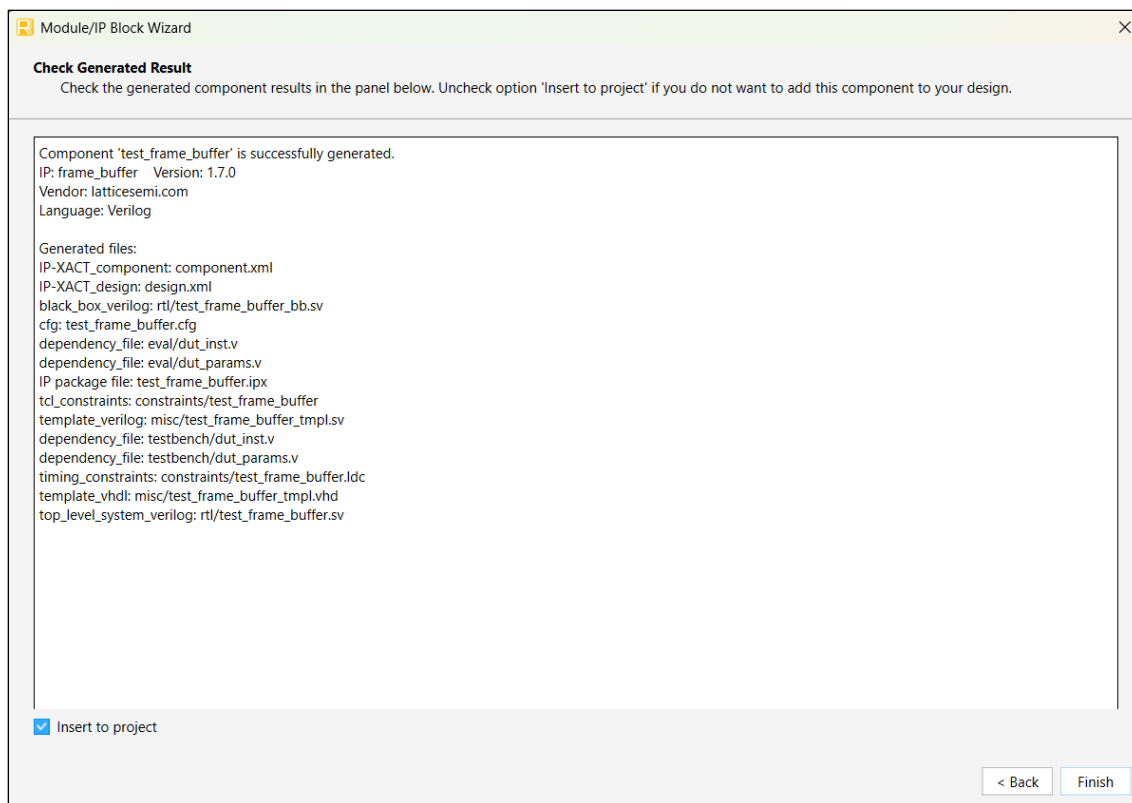 Module/IP Block Wizard
Check Generated Result
Check the generated component results in the panel below. Uncheck option 'Insert to project' if you do not want to add this component to your design.
Component 'test_frame_buffer' is successfully generated.
IP: frame_buffer    Version: 1.7.0
Vendor: latticesemi.com
Language: Verilog
Generated files:
IP-XACT_component: component.xml
IP-XACT_design: design.xml
black_box_verilog: rtl/test_frame_buffer_bb.sv
cfg: test_frame_buffer.cfg
dependency_file: eval/dut_inst.v
dependency_file: eval/dut_params.v
IP package file: test_frame_buffer.ipx
tcl_constraints: constraints/test_frame_buffer
template_verilog: misc/test_frame_buffer_tmpl.sv
dependency_file: testbench/dut_inst.v
dependency_file: testbench/dut_params.v
timing_constraints: constraints/test_frame_buffer.ldc
template_vhdl: misc/test_frame_buffer_tmpl.vhd
top_level_system_verilog: rtl/test_frame_buffer.sv
Insert to project
< Back    Finish